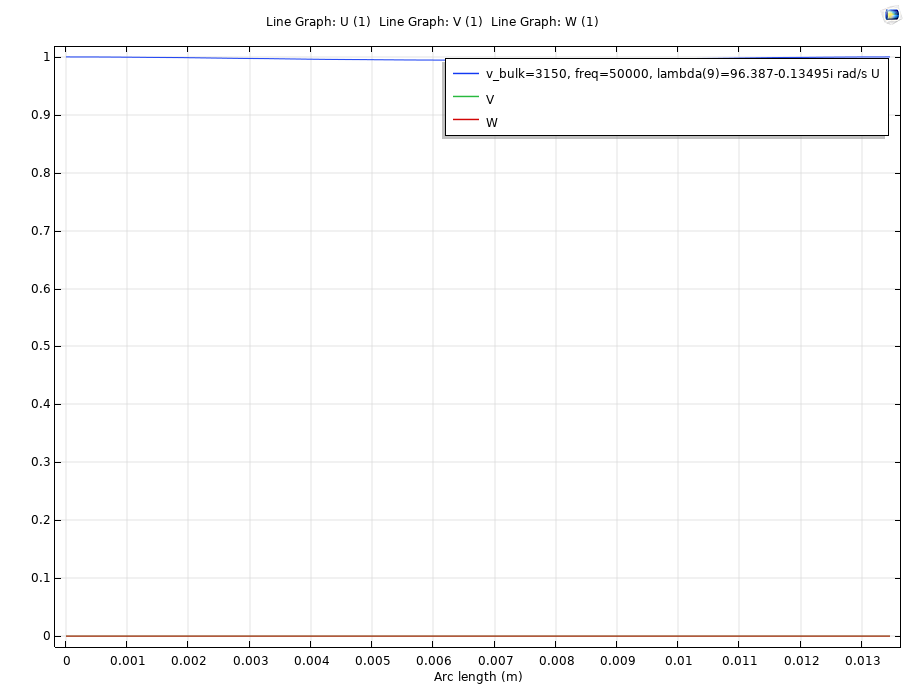 Line Graph: U (1)  Line Graph: V (1)  Line Graph: W (1)
1
0.9
0.8
0.7
0.6
0.5
0.4
0.3
0.2
0.1
0
v_bulk=3150, freq=50000, lambda(9)=96.387-0.13495i rad/s U
V
W
0 0.001 0.002 0.003 0.004 0.005 0.006 0.007 0.008 0.009 0.01 0.011 0.012 0.013
Arc length (m)